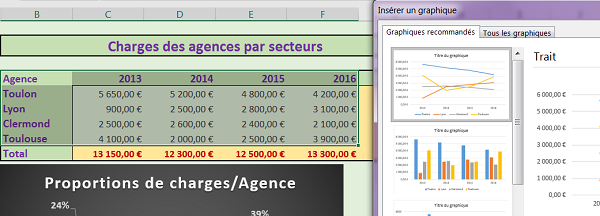 B C D E F
Charges des agences par secteurs
Agence 2013 2014 2015 2016
Toulon 5 650,00 € 5 200,00 € 4 800,00 € 4 200,00 €
Lyon 900,00 € 2 500,00 € 2 800,00 € 3 100,00 €
Clermond 2 500,00 € 2 600,00 € 2 400,00 € 2 100,00 €
Toulouse 4 100,00 € 2 000,00 € 2 500,00 € 3 900,00 €
Total 13 150,00 € 12 300,00 € 12 500,00 € 13 300,00 €
Proportions de charges/Agence
24% 39%
Insérer un graphique
Graphiques recommandés Tous les graphiques
Titre du graphique
Titre du graphique
Titre du graphique
Trait
6 000,00 €
5 000,00 €
4 000,00 €
3 000,00 €
2 000,00 €
1 000,00 €
0,00 €
20